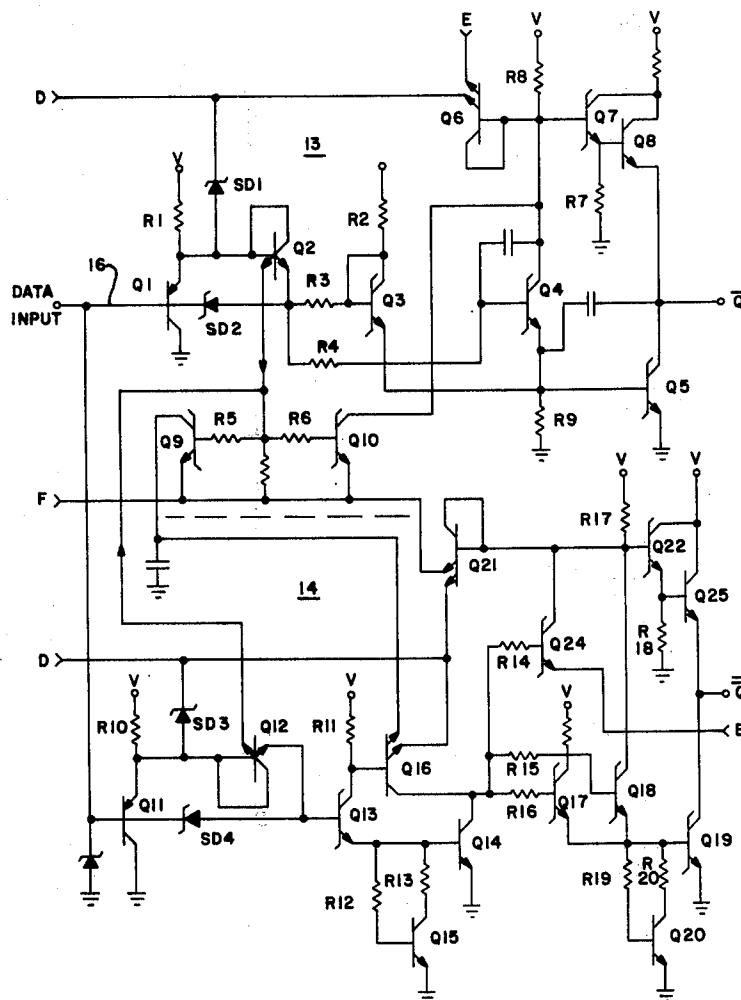 E V V
R8
D
Q6 Q7
Q8
13
V
SD1
R7
R1 R2
Q2
16 Q1 Q4
R3 Q3
DATA
INPUT
SD2
Q̄
R4
Q5
R5 R6 R9
Q9 Q10
V V
F
R17
Q22
Q21
14 Q25
Q24
R
18
R14
D
V V V
Q̄
R10 SD3 Q12 R11
E
Q16 R15
Q11 Q13 R16 Q17 Q18
SD4
Q14 Q19
R12 R13 R19 R
20
Q15 Q20